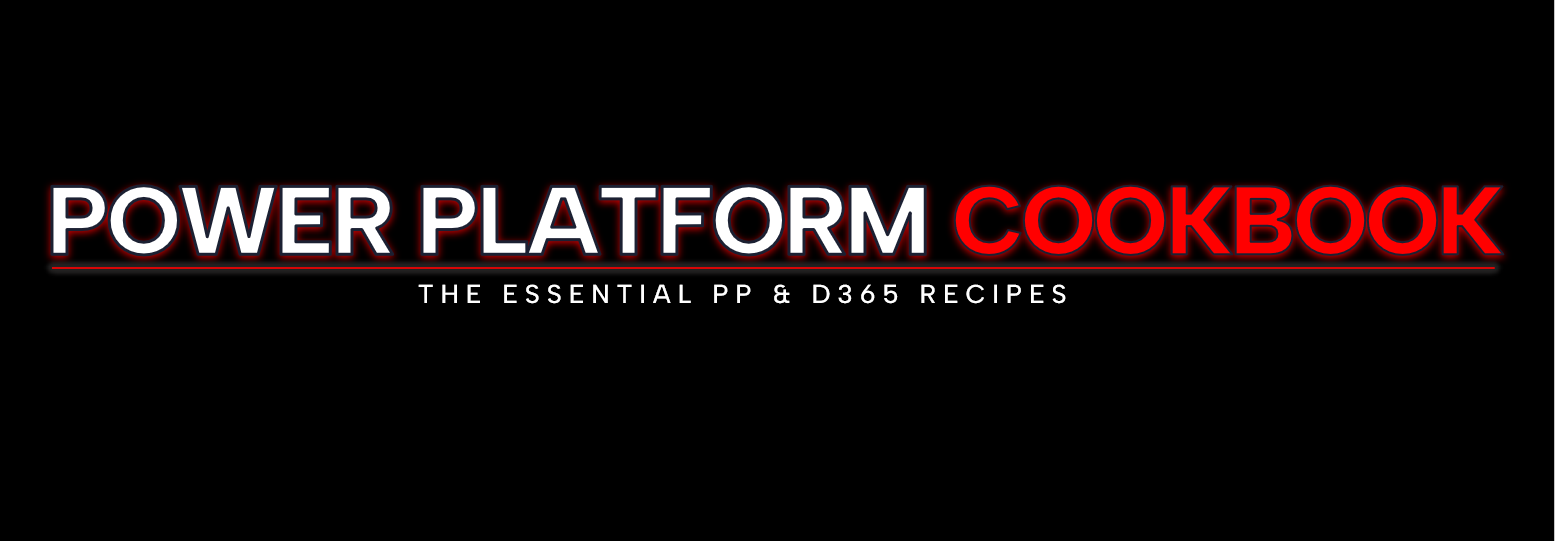 POWER PLATFORM COOKBOOK
THE ESSENTIAL PP & D365 RECIPES